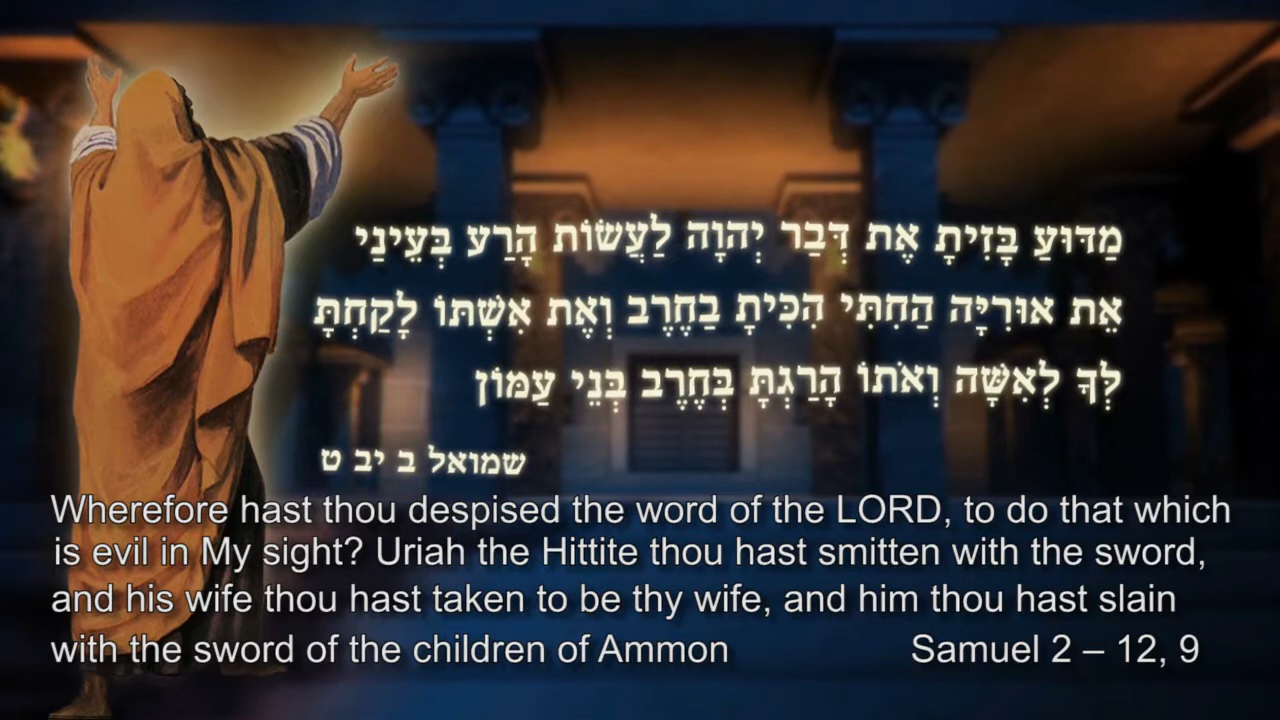 מַדּוּעַ בָּזִיתָ אֶת דְּבַר יְהוָה לַעֲשׂוֹת הָרַע בְּעֵינַי
אֵת אוּרִיָּה הַחִתִּי הִכִּיתָ בַחֶרֶב וְאֶת אִשְׁתּוֹ לָקַחְתָּ
לְּךָ לְאִשָּׁה וְאֹתוֹ הָרַגְתָּ בְּחֶרֶב בְּנֵי עַמּוֹן
שמואל ב יב ט
Wherefore hast thou despised the word of the LORD, to do that which
is evil in My sight? Uriah the Hittite thou hast smitten with the sword,
and his wife thou hast taken to be thy wife, and him thou hast slain
with the sword of the children of Ammon Samuel 2 – 12, 9